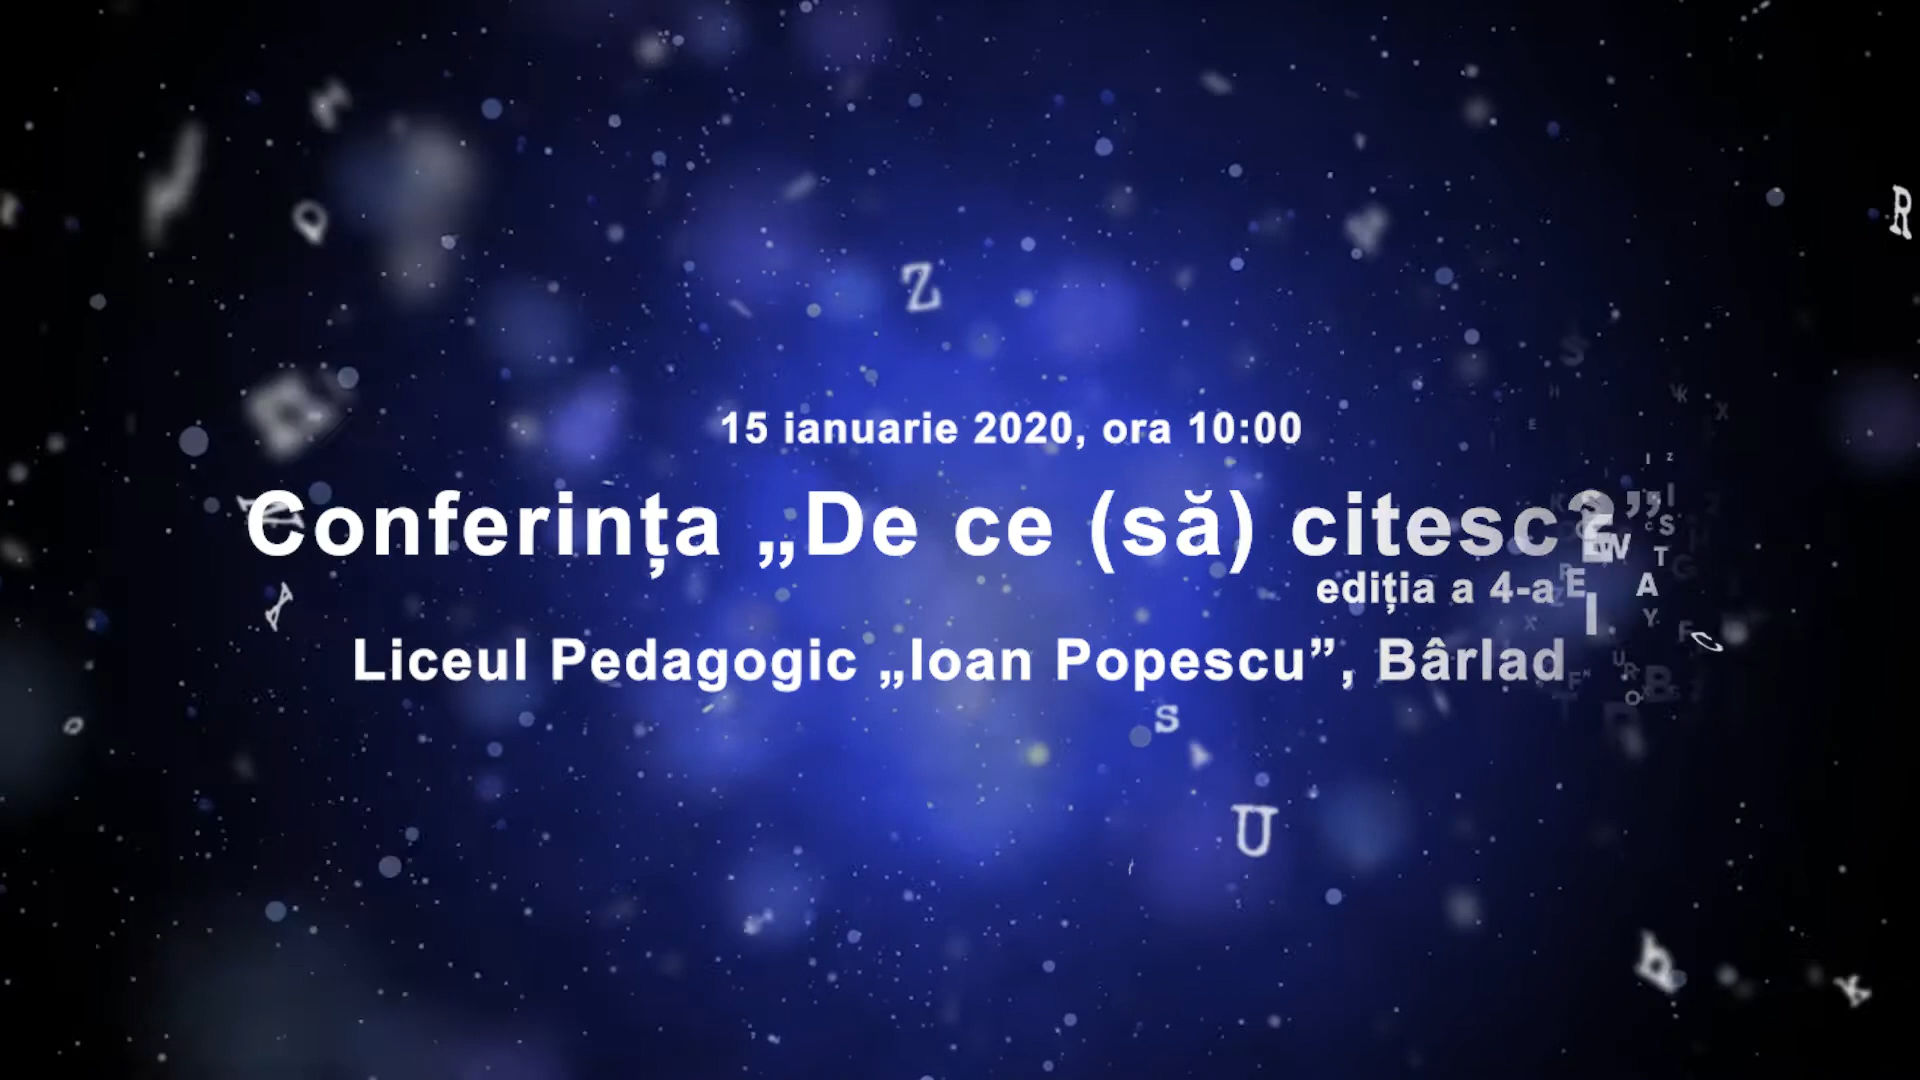 15 ianuarie 2020, ora 10:00
Conferința „De ce (să) citesc?”
ediția a 4-a
Liceul Pedagogic „Ioan Popescu”, Bârlad